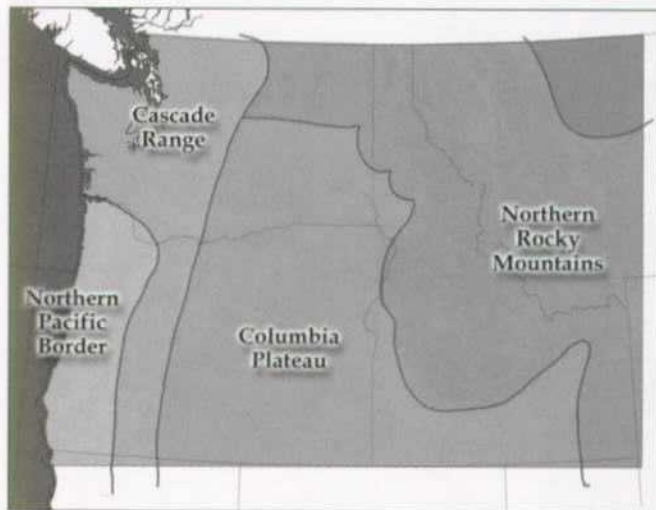 Cascade
Range
Northern
Rocky
Mountains
Northern
Pacific
Border
Columbia
Plateau